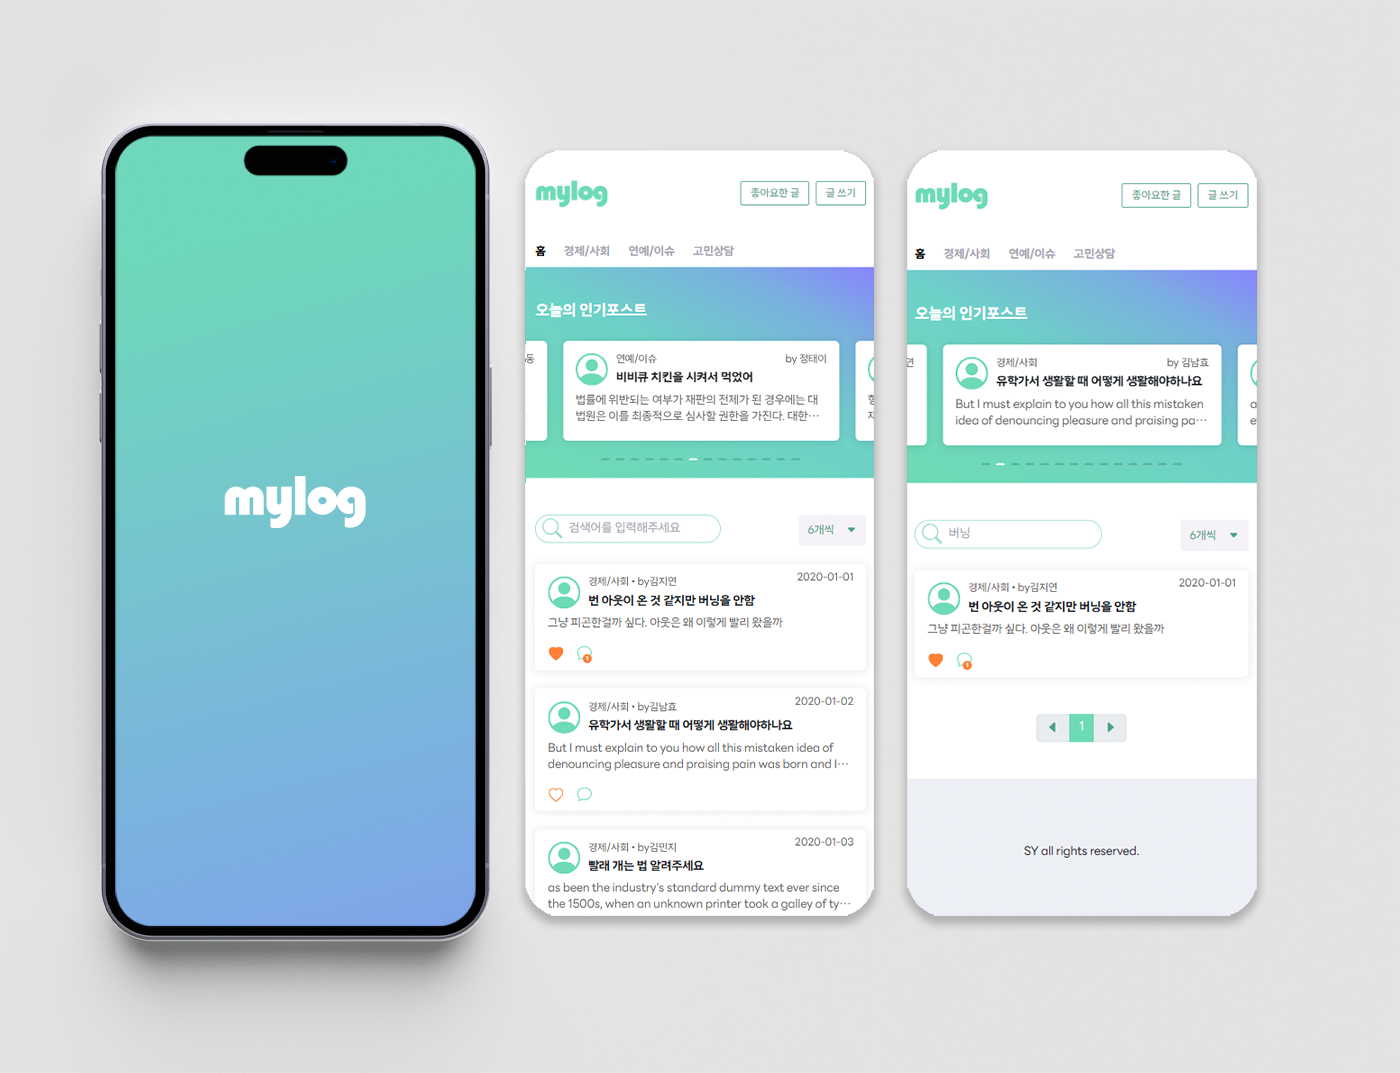 mylog
mylog
좋아요한 글
글 쓰기
홈
경제/사회
연예/이슈
고민상담
오늘의 인기포스트
동
연예/이슈
by 정태이
비비큐 치킨을 시켜서 먹었어
법률에 위반되는 여부가 재판의 전제가 된 경우에는 대
법원은 이를 최종적으로 심사할 권한을 가진다. 대한…
검색어를 입력해주세요
6개씩
경제/사회 • by김지연
2020-01-01
번 아웃이 온 것 같지만 버닝을 안함
그냥 피곤한걸까 싶다. 아웃은 왜 이렇게 빨리 왔을까
1
경제/사회 • by김남효
2020-01-02
유학가서 생활할 때 어떻게 생활해야하나요
But I must explain to you how all this mistaken idea of
denouncing pleasure and praising pain was born and I…
경제/사회 • by김민지
2020-01-03
빨래 개는 법 알려주세요
as been the industry's standard dummy text ever since
the 1500s, when an unknown printer took a galley of ty…
mylog
좋아요한 글
글 쓰기
홈
경제/사회
연예/이슈
고민상담
오늘의 인기포스트
연
경제/사회
by 김남효
유학가서 생활할 때 어떻게 생활해야하나요
But I must explain to you how all this mistaken
idea of denouncing pleasure and praising pa…
a
버닝
6개씩
경제/사회 • by김지연
2020-01-01
번 아웃이 온 것 같지만 버닝을 안함
그냥 피곤한걸까 싶다. 아웃은 왜 이렇게 빨리 왔을까
1
1
SY all rights reserved.